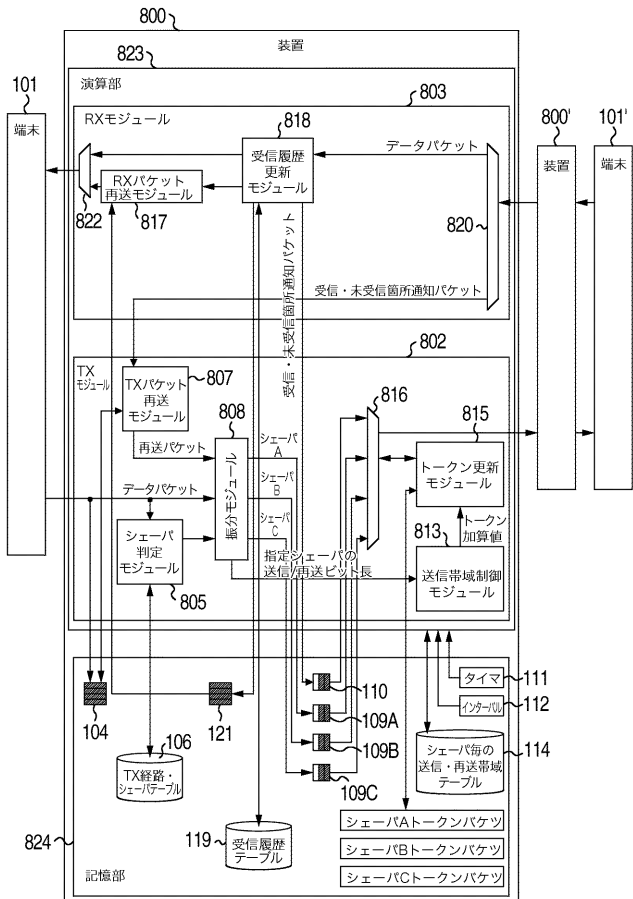 800
装置
823
演算部
101
端末
803
RXモジュール
818
受信履歴
更新
モジュール
データパケット
RXパケット
再送モジュール
822
817
820
800'
装置
101'
端末
受信・未受信箇所通知パケット
受信・未受信箇所通知パケット
802
TX
モジュール
807
TXパケット
再送
モジュール
再送パケット
808
振分モジュール
シェーパ
A
シェーパ
B
シェーパ
C
816
815
トークン更新
モジュール
データパケット
シェーパ
判定
モジュール
805
トークン
加算値
813
送信帯域制御
モジュール
指定シェーパの
送信/再送ビット長
104
121
110
109A
109B
109C
タイマ
111
インターバル
112
シェーパ毎の
送信・再送帯域
テーブル
114
106
TX経路・
シェーパテーブル
119
受信履歴
テーブル
シェーパAトークンバケツ
シェーパBトークンバケツ
シェーパCトークンバケツ
824
記憶部